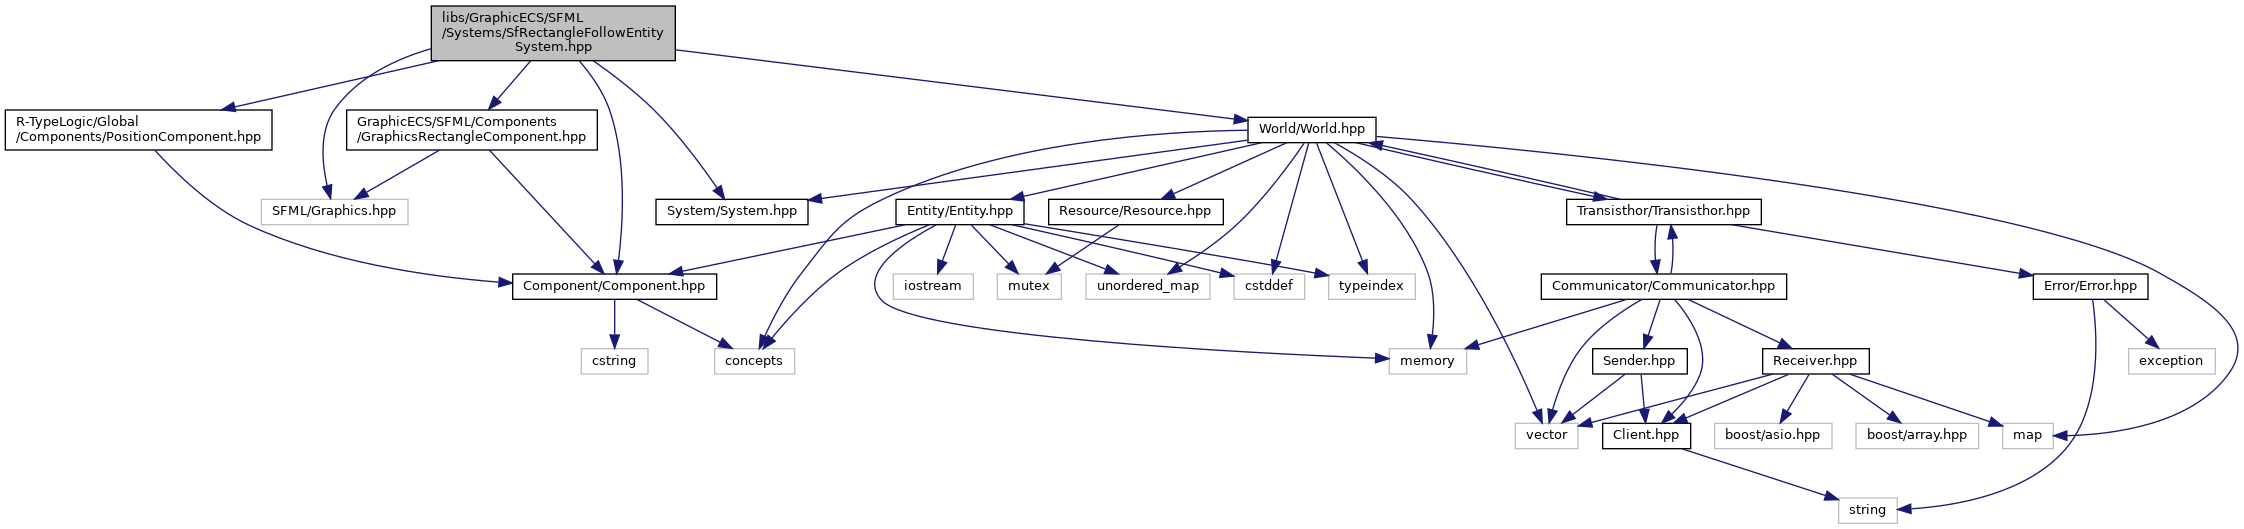 libs/GraphicECS/SFML
/Systems/SfRectangleFollowEntity
System.hpp
R-TypeLogic/Global
/Components/PositionComponent.hpp
GraphicECS/SFML/Components
/GraphicsRectangleComponent.hpp
World/World.hpp
SFML/Graphics.hpp
System/System.hpp
Entity/Entity.hpp
Resource/Resource.hpp
Transisthor/Transisthor.hpp
Component/Component.hpp
iostream
mutex
unordered_map
cstddef
typeindex
Communicator/Communicator.hpp
Error/Error.hpp
cstring
concepts
memory
Sender.hpp
Receiver.hpp
exception
vector
Client.hpp
boost/asio.hpp
boost/array.hpp
map
string